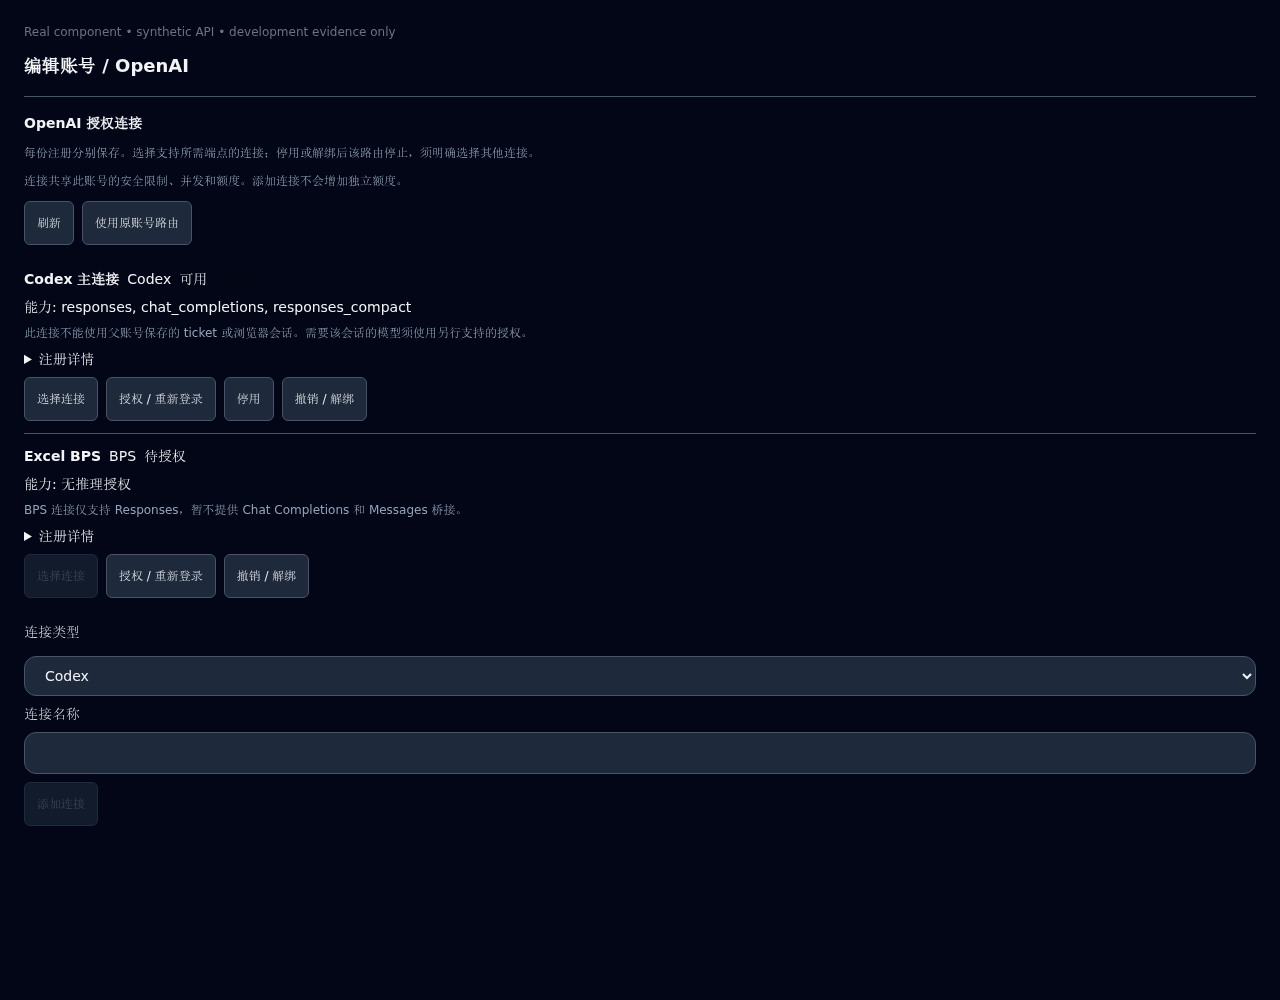 Real component • synthetic API • development evidence only
编辑账号 / OpenAI
OpenAI 授权连接
每份注册分别保存。选择支持所需端点的连接；停用或解绑后该路由停止，须明确选择其他连接。
连接共享此账号的安全限制、并发和额度。添加连接不会增加独立额度。
刷新 使用原账号路由
Codex 主连接 Codex 可用
能力: responses, chat_completions, responses_compact
此连接不能使用父账号保存的 ticket 或浏览器会话。需要该会话的模型须使用另行支持的授权。
▶ 注册详情
选择连接 授权 / 重新登录 停用 撤销 / 解绑
Excel BPS BPS 待授权
能力: 无推理授权
BPS 连接仅支持 Responses，暂不提供 Chat Completions 和 Messages 桥接。
▶ 注册详情
选择连接 授权 / 重新登录 撤销 / 解绑
连接类型
Codex
连接名称
添加连接